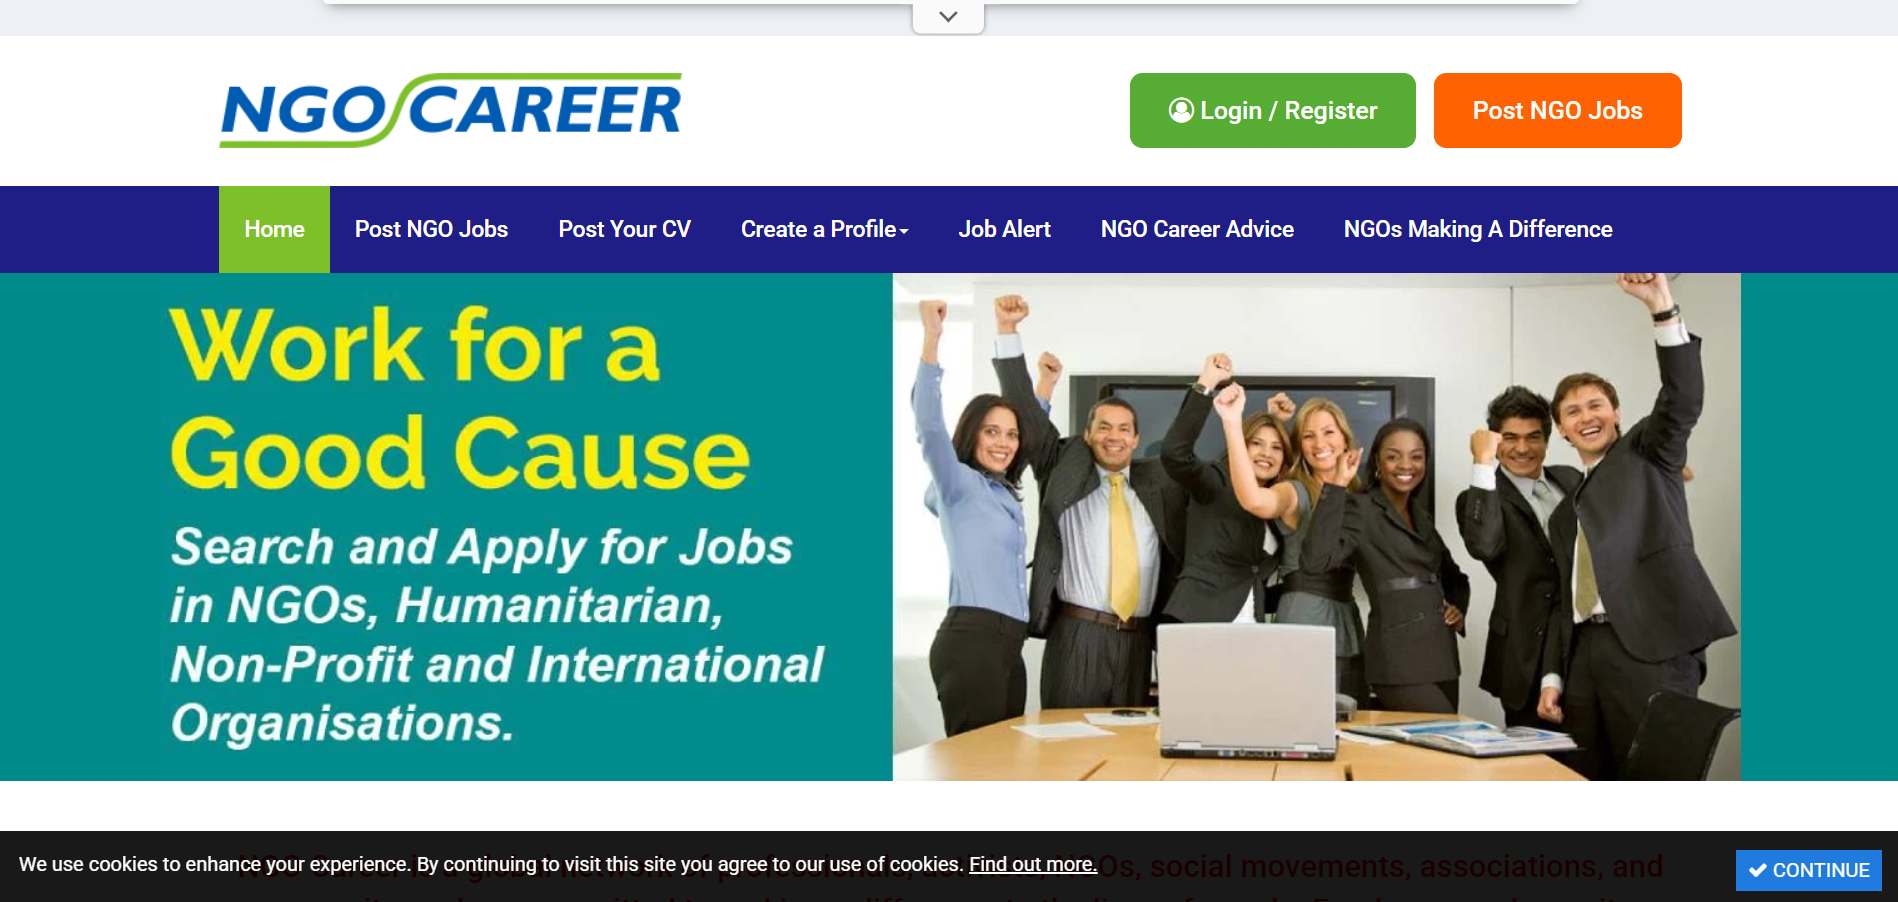 NGO CAREER
Login / Register
Post NGO Jobs
Home
Post NGO Jobs
Post Your CV
Create a Profile
Job Alert
NGO Career Advice
NGOs Making A Difference
Work for a
Good Cause
Search and Apply for Jobs
in NGOs, Humanitarian,
Non-Profit and International
Organisations.
We use cookies to enhance your experience. By continuing to visit this site you agree to our use of cookies. Find out more.
CONTINUE
social movements, associations, and